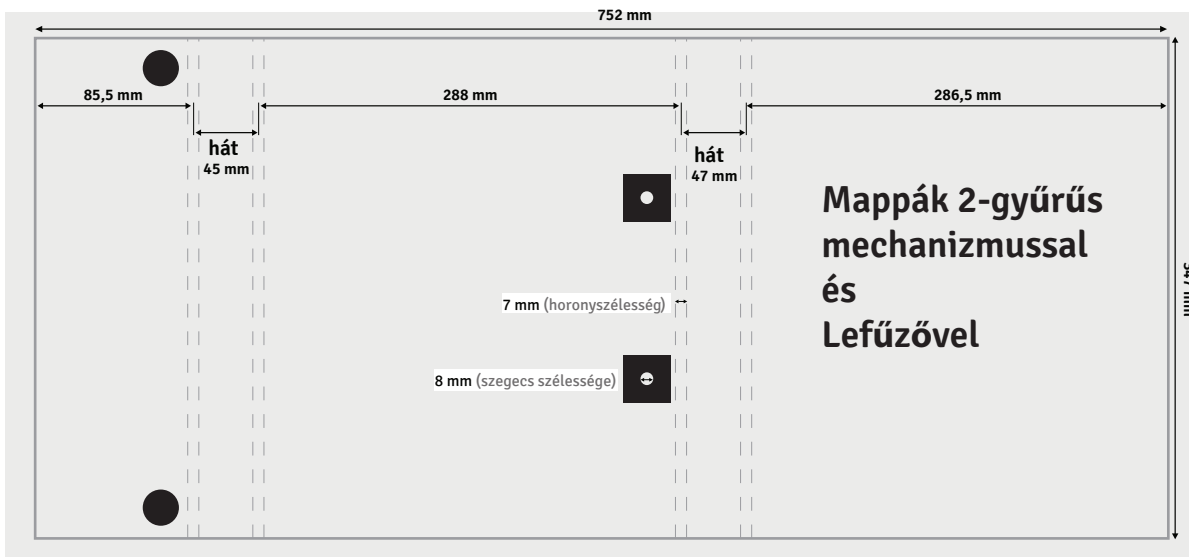 752 mm
85,5 mm
288 mm
286,5 mm
hát
45 mm
hát
47 mm
Mappák 2-gyűrűs
mechanizmussal
és
Lefűzővel
mm
7 mm (horonyszélesség)
8 mm (szegecs szélessége)